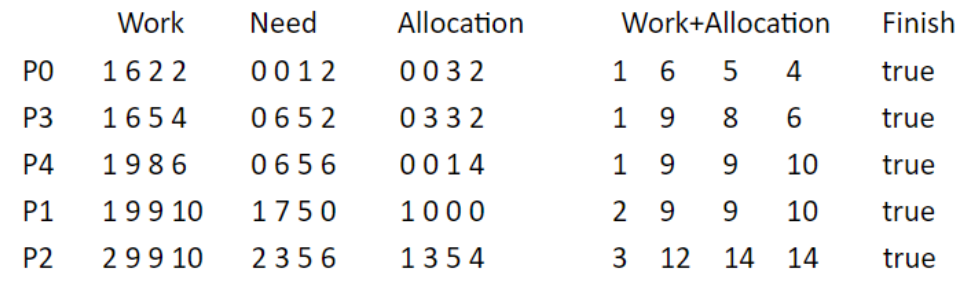 Work Need Allocation Work+Allocation Finish
P0 1 6 2 2 0 0 1 2 0 0 3 2 1 6 5 4 true
P3 1 6 5 4 0 6 5 2 0 3 3 2 1 9 8 6 true
P4 1 9 8 6 0 6 5 6 0 0 1 4 1 9 9 10 true
P1 1 9 9 10 1 7 5 0 1 0 0 0 2 9 9 10 true
P2 2 9 9 10 2 3 5 6 1 3 5 4 3 12 14 14 true